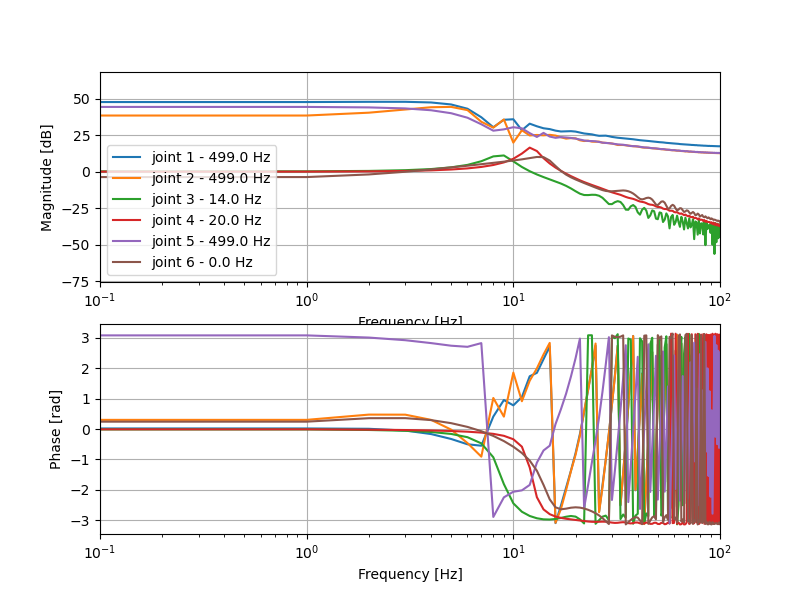 50
25
0
−25
−50
−75
Magnitude [dB]
joint 1 - 499.0 Hz
joint 2 - 499.0 Hz
joint 3 - 14.0 Hz
joint 4 - 20.0 Hz
joint 5 - 499.0 Hz
joint 6 - 0.0 Hz
10⁻¹ 10⁰ 10¹ 10²
Frequency [Hz]
3
2
1
0
−1
−2
−3
Phase [rad]
10⁻¹ 10⁰ 10¹ 10²
Frequency [Hz]